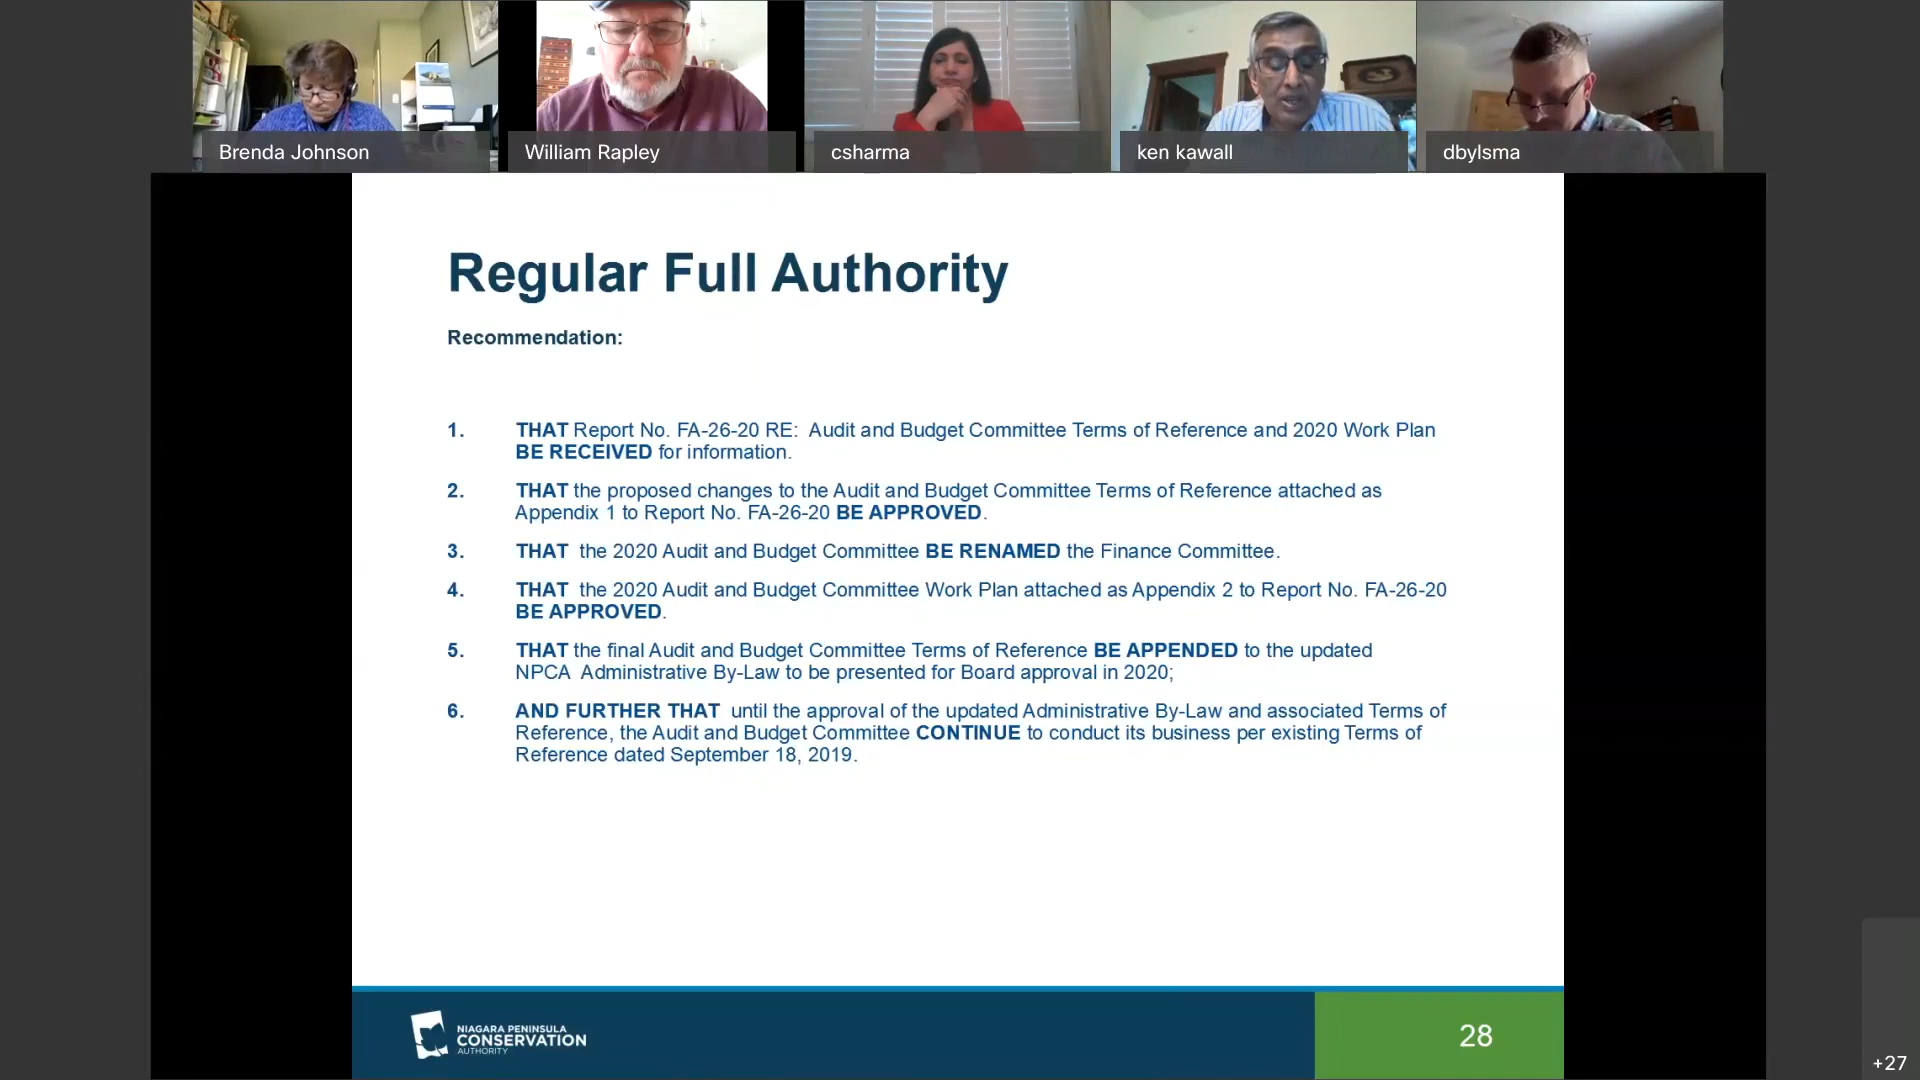 Brenda Johnson
William Rapley
csharma
ken kawall
dbylsma
Regular Full Authority
Recommendation:
1. THAT Report No. FA-26-20 RE: Audit and Budget Committee Terms of Reference and 2020 Work Plan
BE RECEIVED for information.
2. THAT the proposed changes to the Audit and Budget Committee Terms of Reference attached as
Appendix 1 to Report No. FA-26-20 BE APPROVED.
3. THAT the 2020 Audit and Budget Committee BE RENAMED the Finance Committee.
4. THAT the 2020 Audit and Budget Committee Work Plan attached as Appendix 2 to Report No. FA-26-20
BE APPROVED.
5. THAT the final Audit and Budget Committee Terms of Reference BE APPENDED to the updated
NPCA Administrative By-Law to be presented for Board approval in 2020;
6. AND FURTHER THAT until the approval of the updated Administrative By-Law and associated Terms of
Reference, the Audit and Budget Committee CONTINUE to conduct its business per existing Terms of
Reference dated September 18, 2019.
NIAGARA PENINSULA
CONSERVATION
AUTHORITY
28
+27